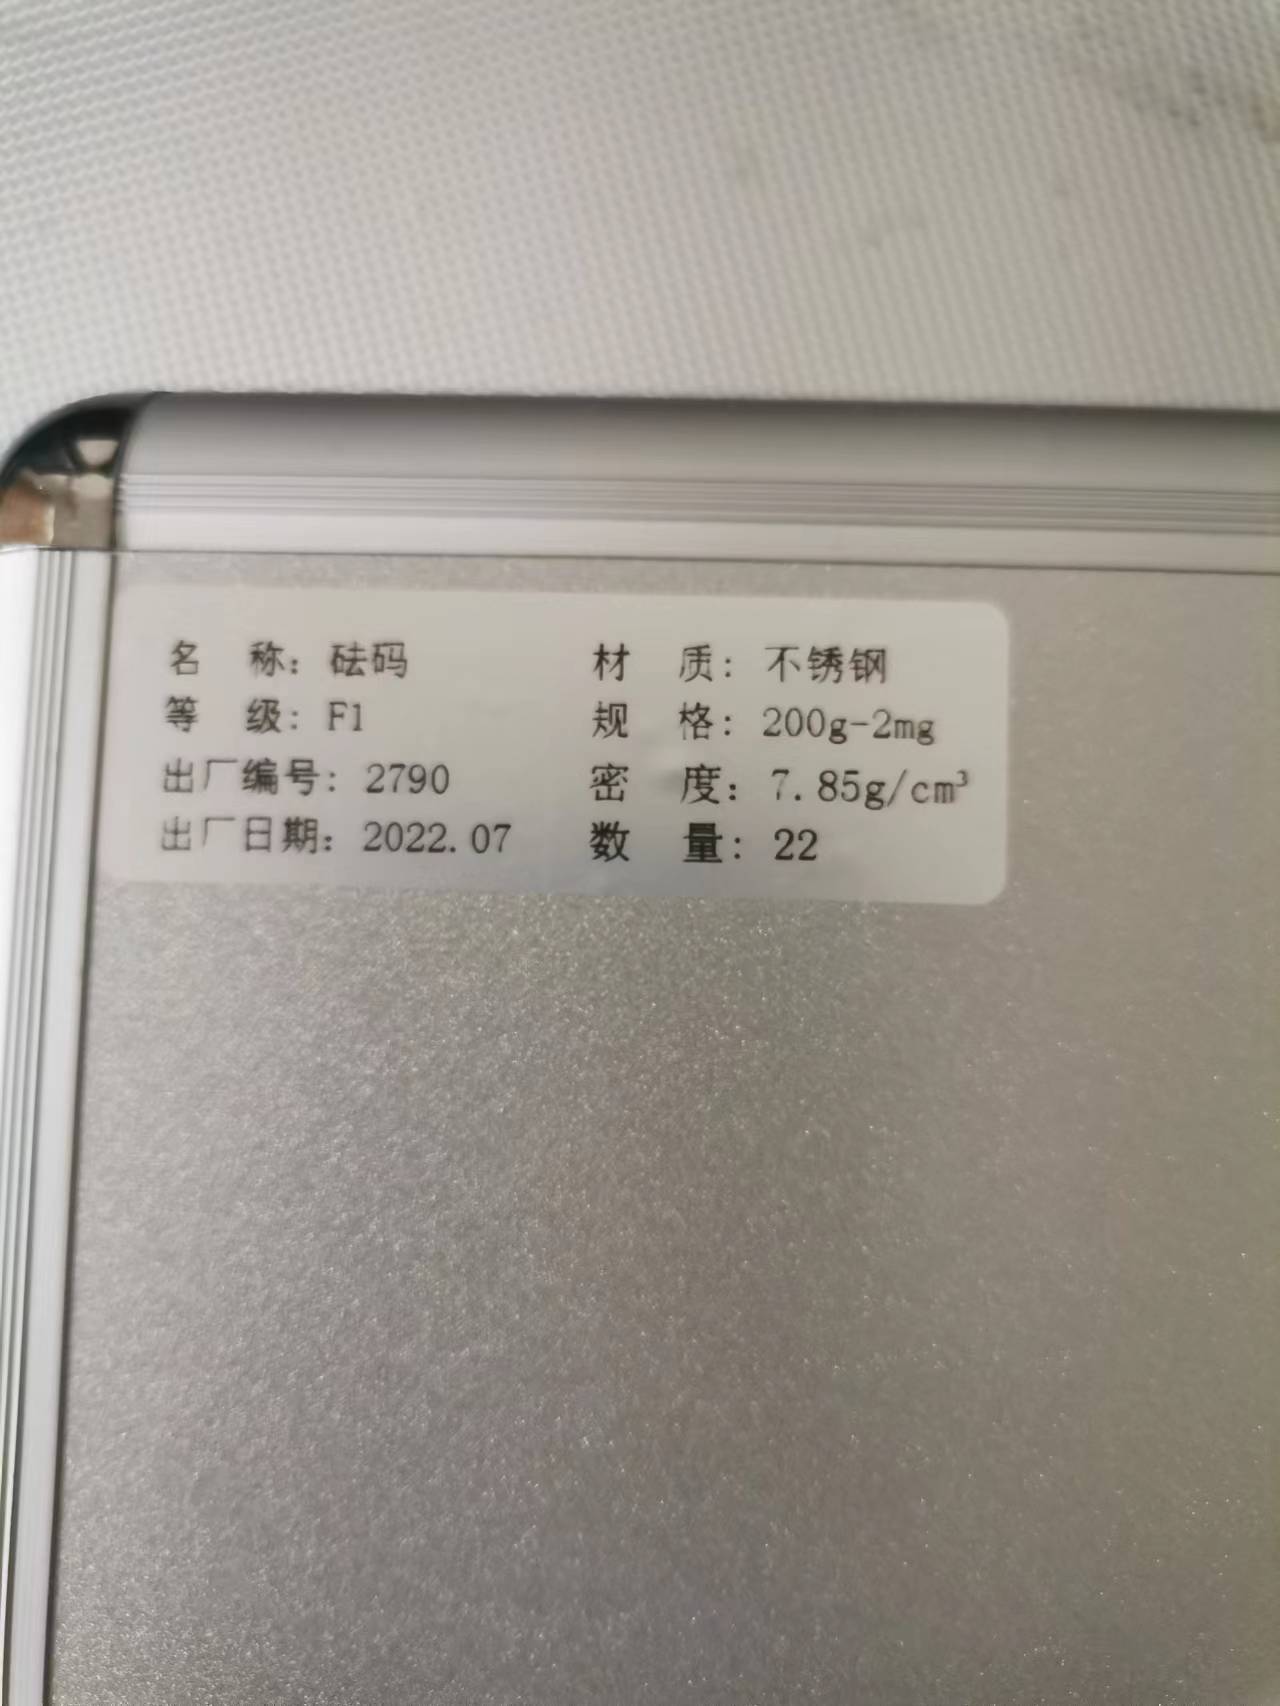 名 称：砝码 材 质：不锈钢
等 级：F1 规 格：200g-2mg
出厂编号：2790 密 度：7.85g/cm³
出厂日期：2022.07 数 量：22